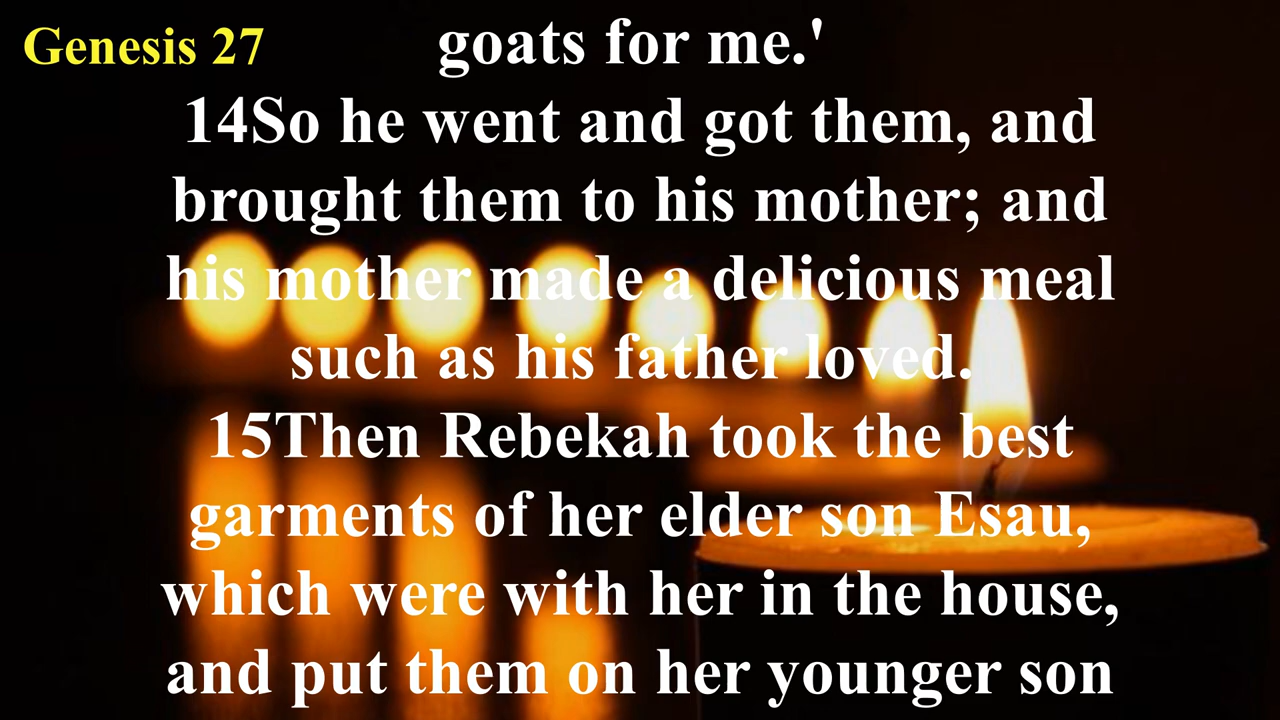 Genesis 27
goats for me.'
14So he went and got them, and
brought them to his mother; and
his mother made a delicious meal
such as his father loved.
15Then Rebekah took the best
garments of her elder son Esau,
which were with her in the house,
and put them on her younger son